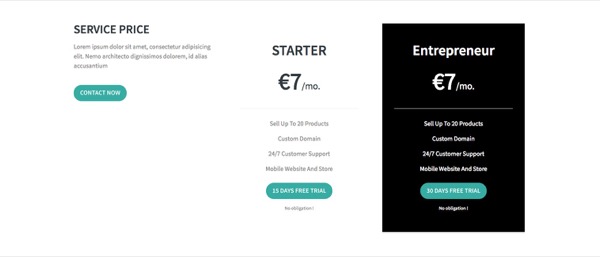 SERVICE PRICE
Lorem ipsum dolor sit amet, consectetur adipisicing
elit. Nemo architecto dignissimos dolorem, id alias
accusantium
CONTACT NOW
STARTER
€7/mo.
Sell Up To 20 Products
Custom Domain
24/7 Customer Support
Mobile Website And Store
15 DAYS FREE TRIAL
No obligation !
Entrepreneur
€7/mo.
Sell Up To 20 Products
Custom Domain
24/7 Customer Support
Mobile Website And Store
30 DAYS FREE TRIAL
No obligation !